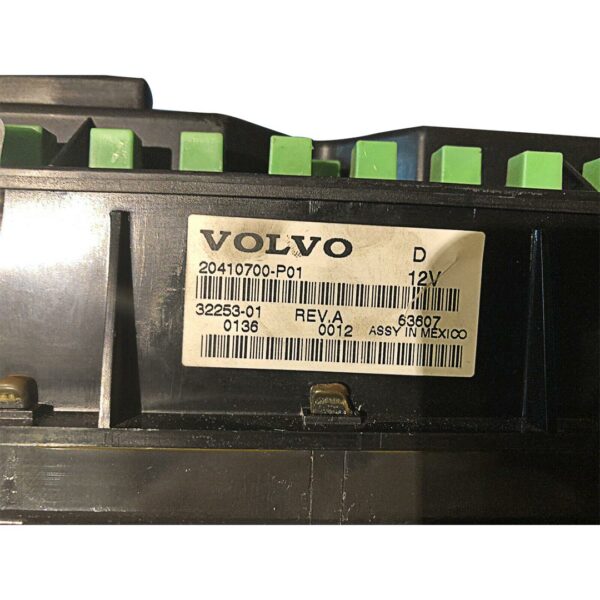 VOLVO D
20410700-P01 12V
32253-01 REV.A 63607
0136 0012 ASSY IN MEXICO